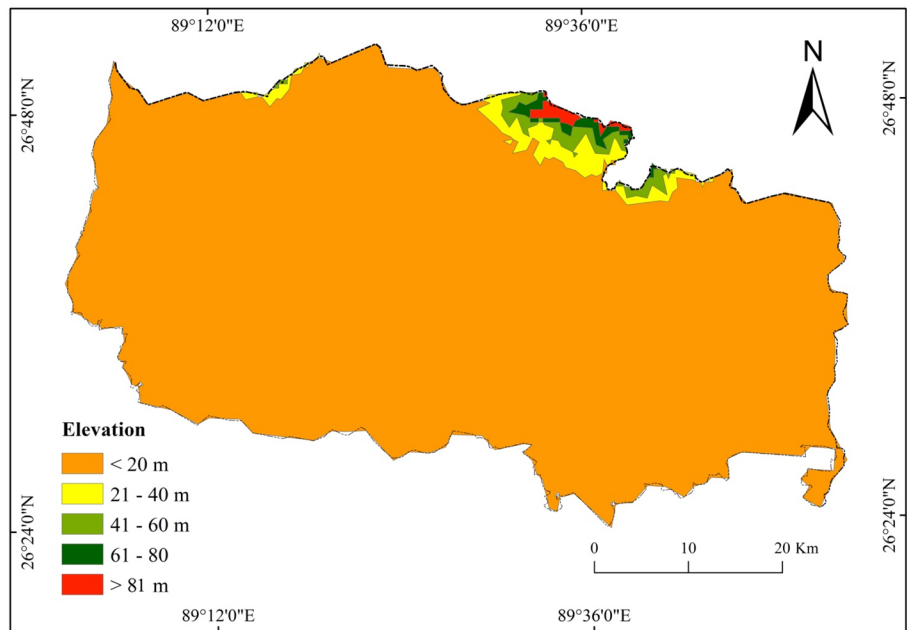 89°12'0"E 89°36'0"E
N
26°48'0"N 26°48'0"N
Elevation
< 20 m
21 - 40 m
41 - 60 m
61 - 80
> 81 m
26°24'0"N 26°24'0"N
0 10 20 Km
89°12'0"E 89°36'0"E